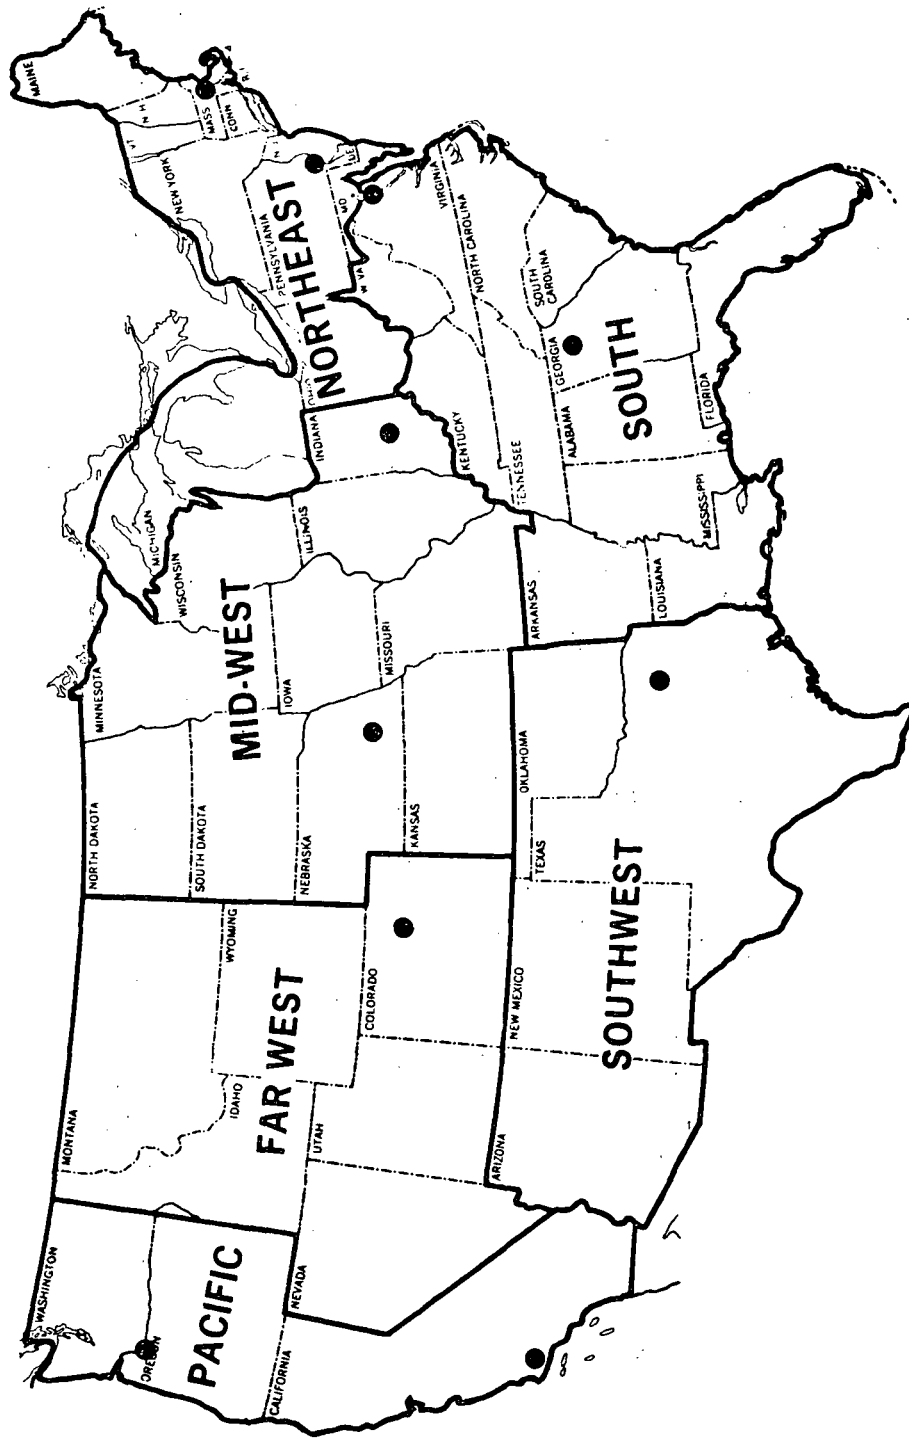 WASHINGTON
OREGON
PACIFIC
CALIFORNIA
NEVADA
MONTANA
IDAHO
WYOMING
FAR WEST
UTAH
COLORADO
ARIZONA
NEW MEXICO
SOUTHWEST
TEXAS
OKLAHOMA
NORTH DAKOTA
SOUTH DAKOTA
NEBRASKA
KANSAS
MINNESOTA
MID-WEST
IOWA
MISSOURI
WISCONSIN
MICHIGAN
ILLINOIS
INDIANA
ARKANSAS
LOUISIANA
MISSISSIPPI
TENNESSEE
KENTUCKY
ALABAMA
GEORGIA
SOUTH
FLORIDA
SOUTH
CAROLINA
NORTH CAROLINA
VIRGINIA
W VA
MD
DE
OHIO
NORTHEAST
PENNSYLVANIA
NEW YORK
VT
N H
MAINE
MASS
CONN